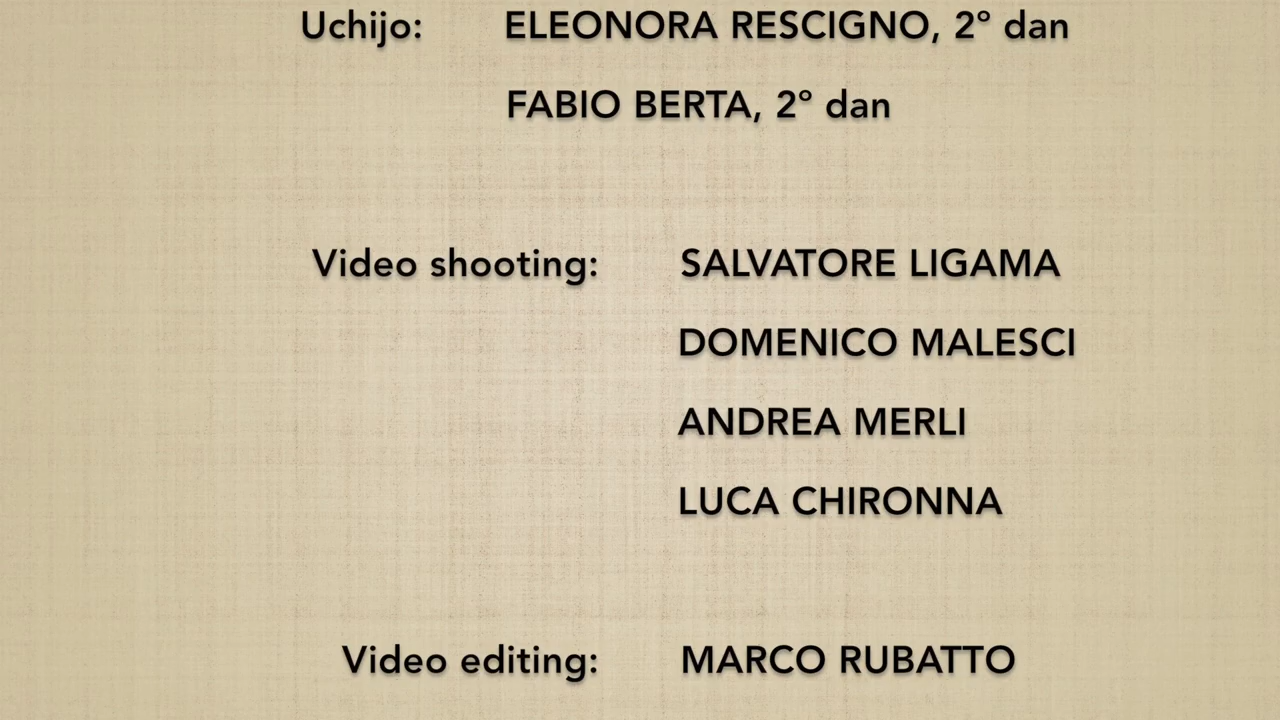 Uchijo: ELEONORA RESCIGNO, 2° dan
FABIO BERTA, 2° dan
Video shooting: SALVATORE LIGAMA
DOMENICO MALESCI
ANDREA MERLI
LUCA CHIRONNA
Video editing: MARCO RUBATTO